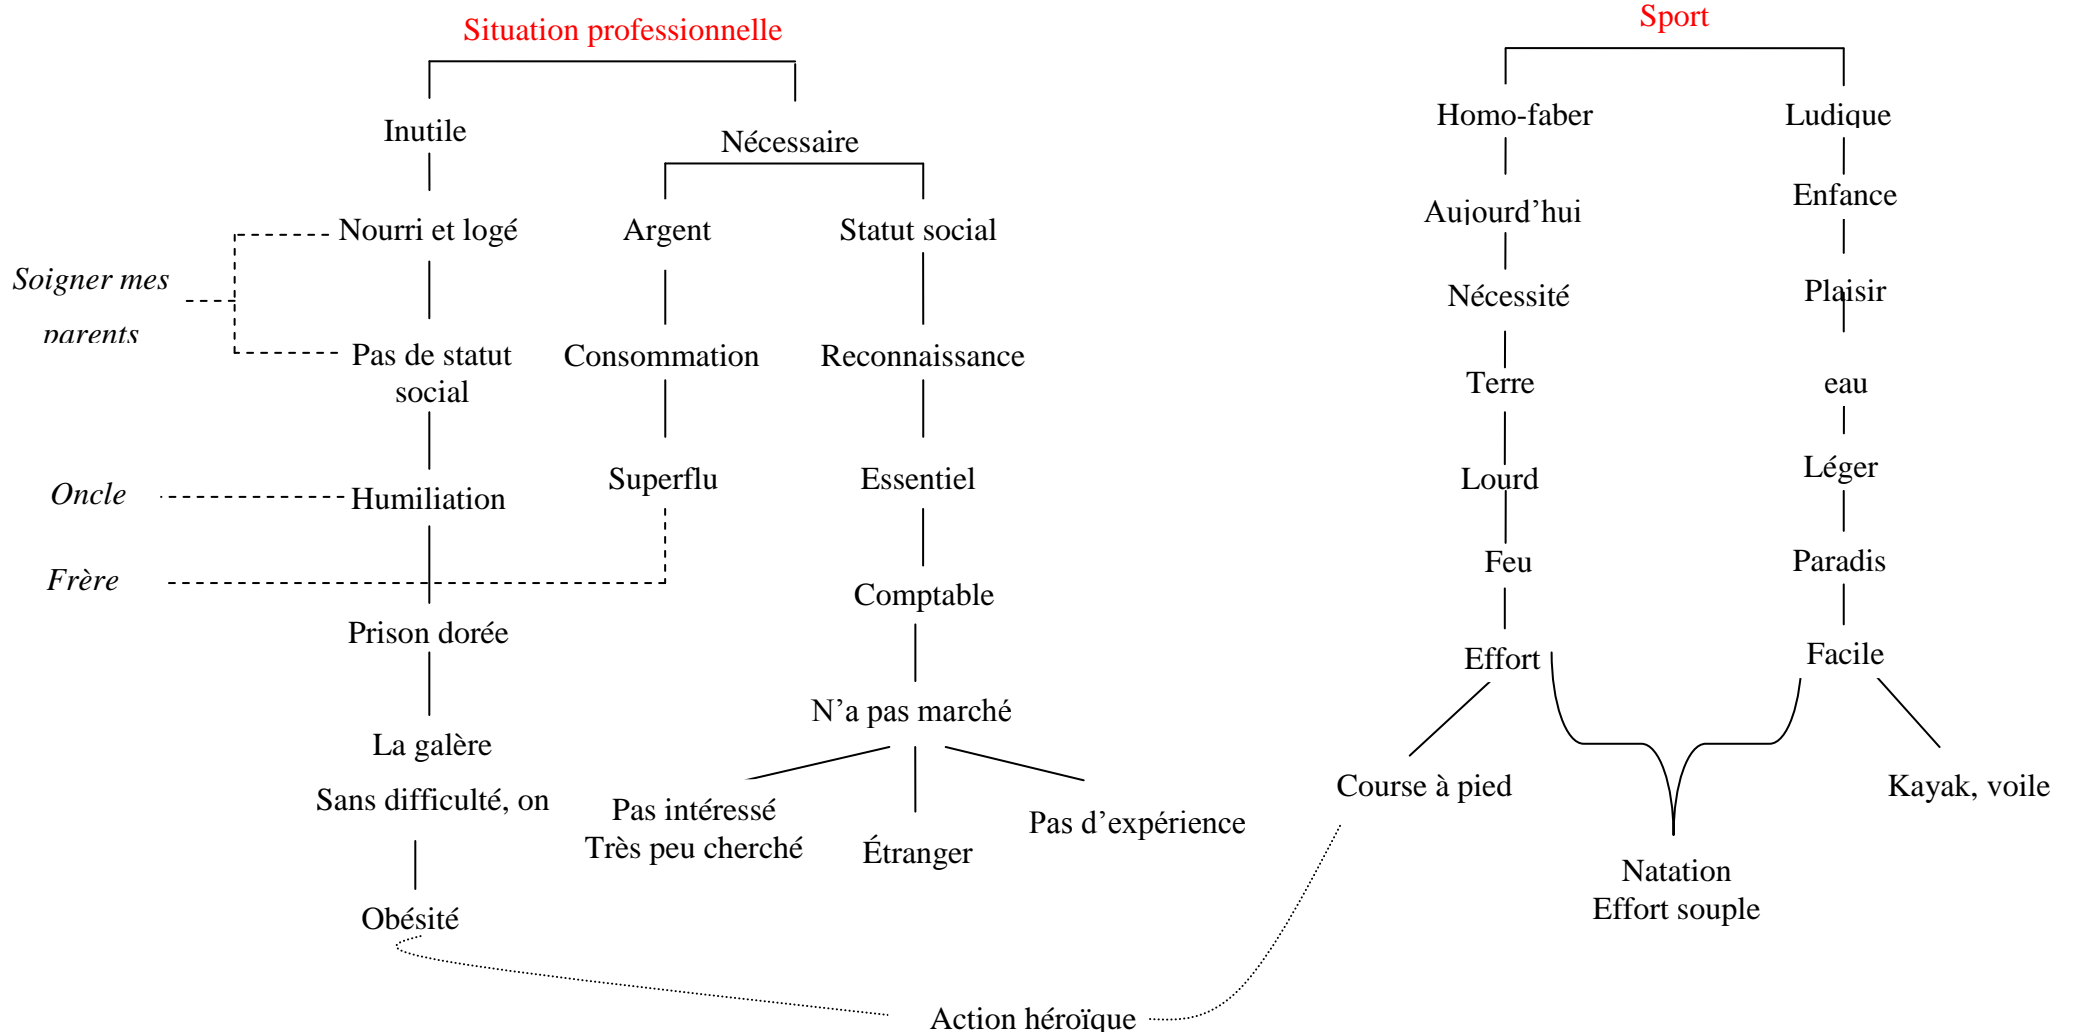 Situation professionnelle
Sport
Inutile
Nécessaire
Homo-faber
Ludique
Nourri et logé
Argent
Statut social
Aujourd’hui
Enfance
Soigner mes
parents
Nécessité
Plaisir
Pas de statut
social
Consommation
Reconnaissance
Terre
eau
Oncle
Humiliation
Superflu
Essentiel
Lourd
Léger
Frère
Comptable
Feu
Paradis
Prison dorée
Effort
Facile
La galère
N’a pas marché
Sans difficulté, on
Pas intéressé
Très peu cherché
Étranger
Pas d’expérience
Course à pied
Kayak, voile
Natation
Effort souple
Obésité
Action héroïque